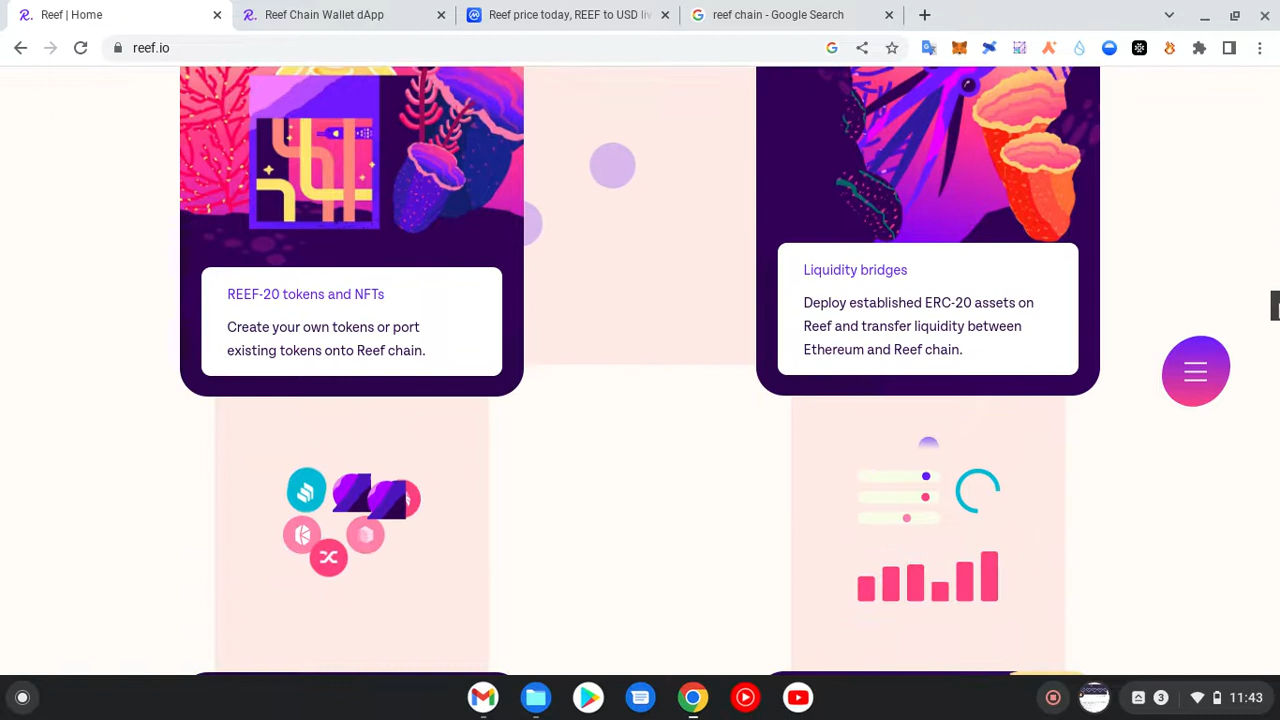 Reef | Home
Reef Chain Wallet dApp
Reef price today, REEF to USD liv
reef chain - Google Search
reef.io
REEF-20 tokens and NFTs
Create your own tokens or port
existing tokens onto Reef chain.
Liquidity bridges
Deploy established ERC-20 assets on
Reef and transfer liquidity between
Ethereum and Reef chain.
3
11:43